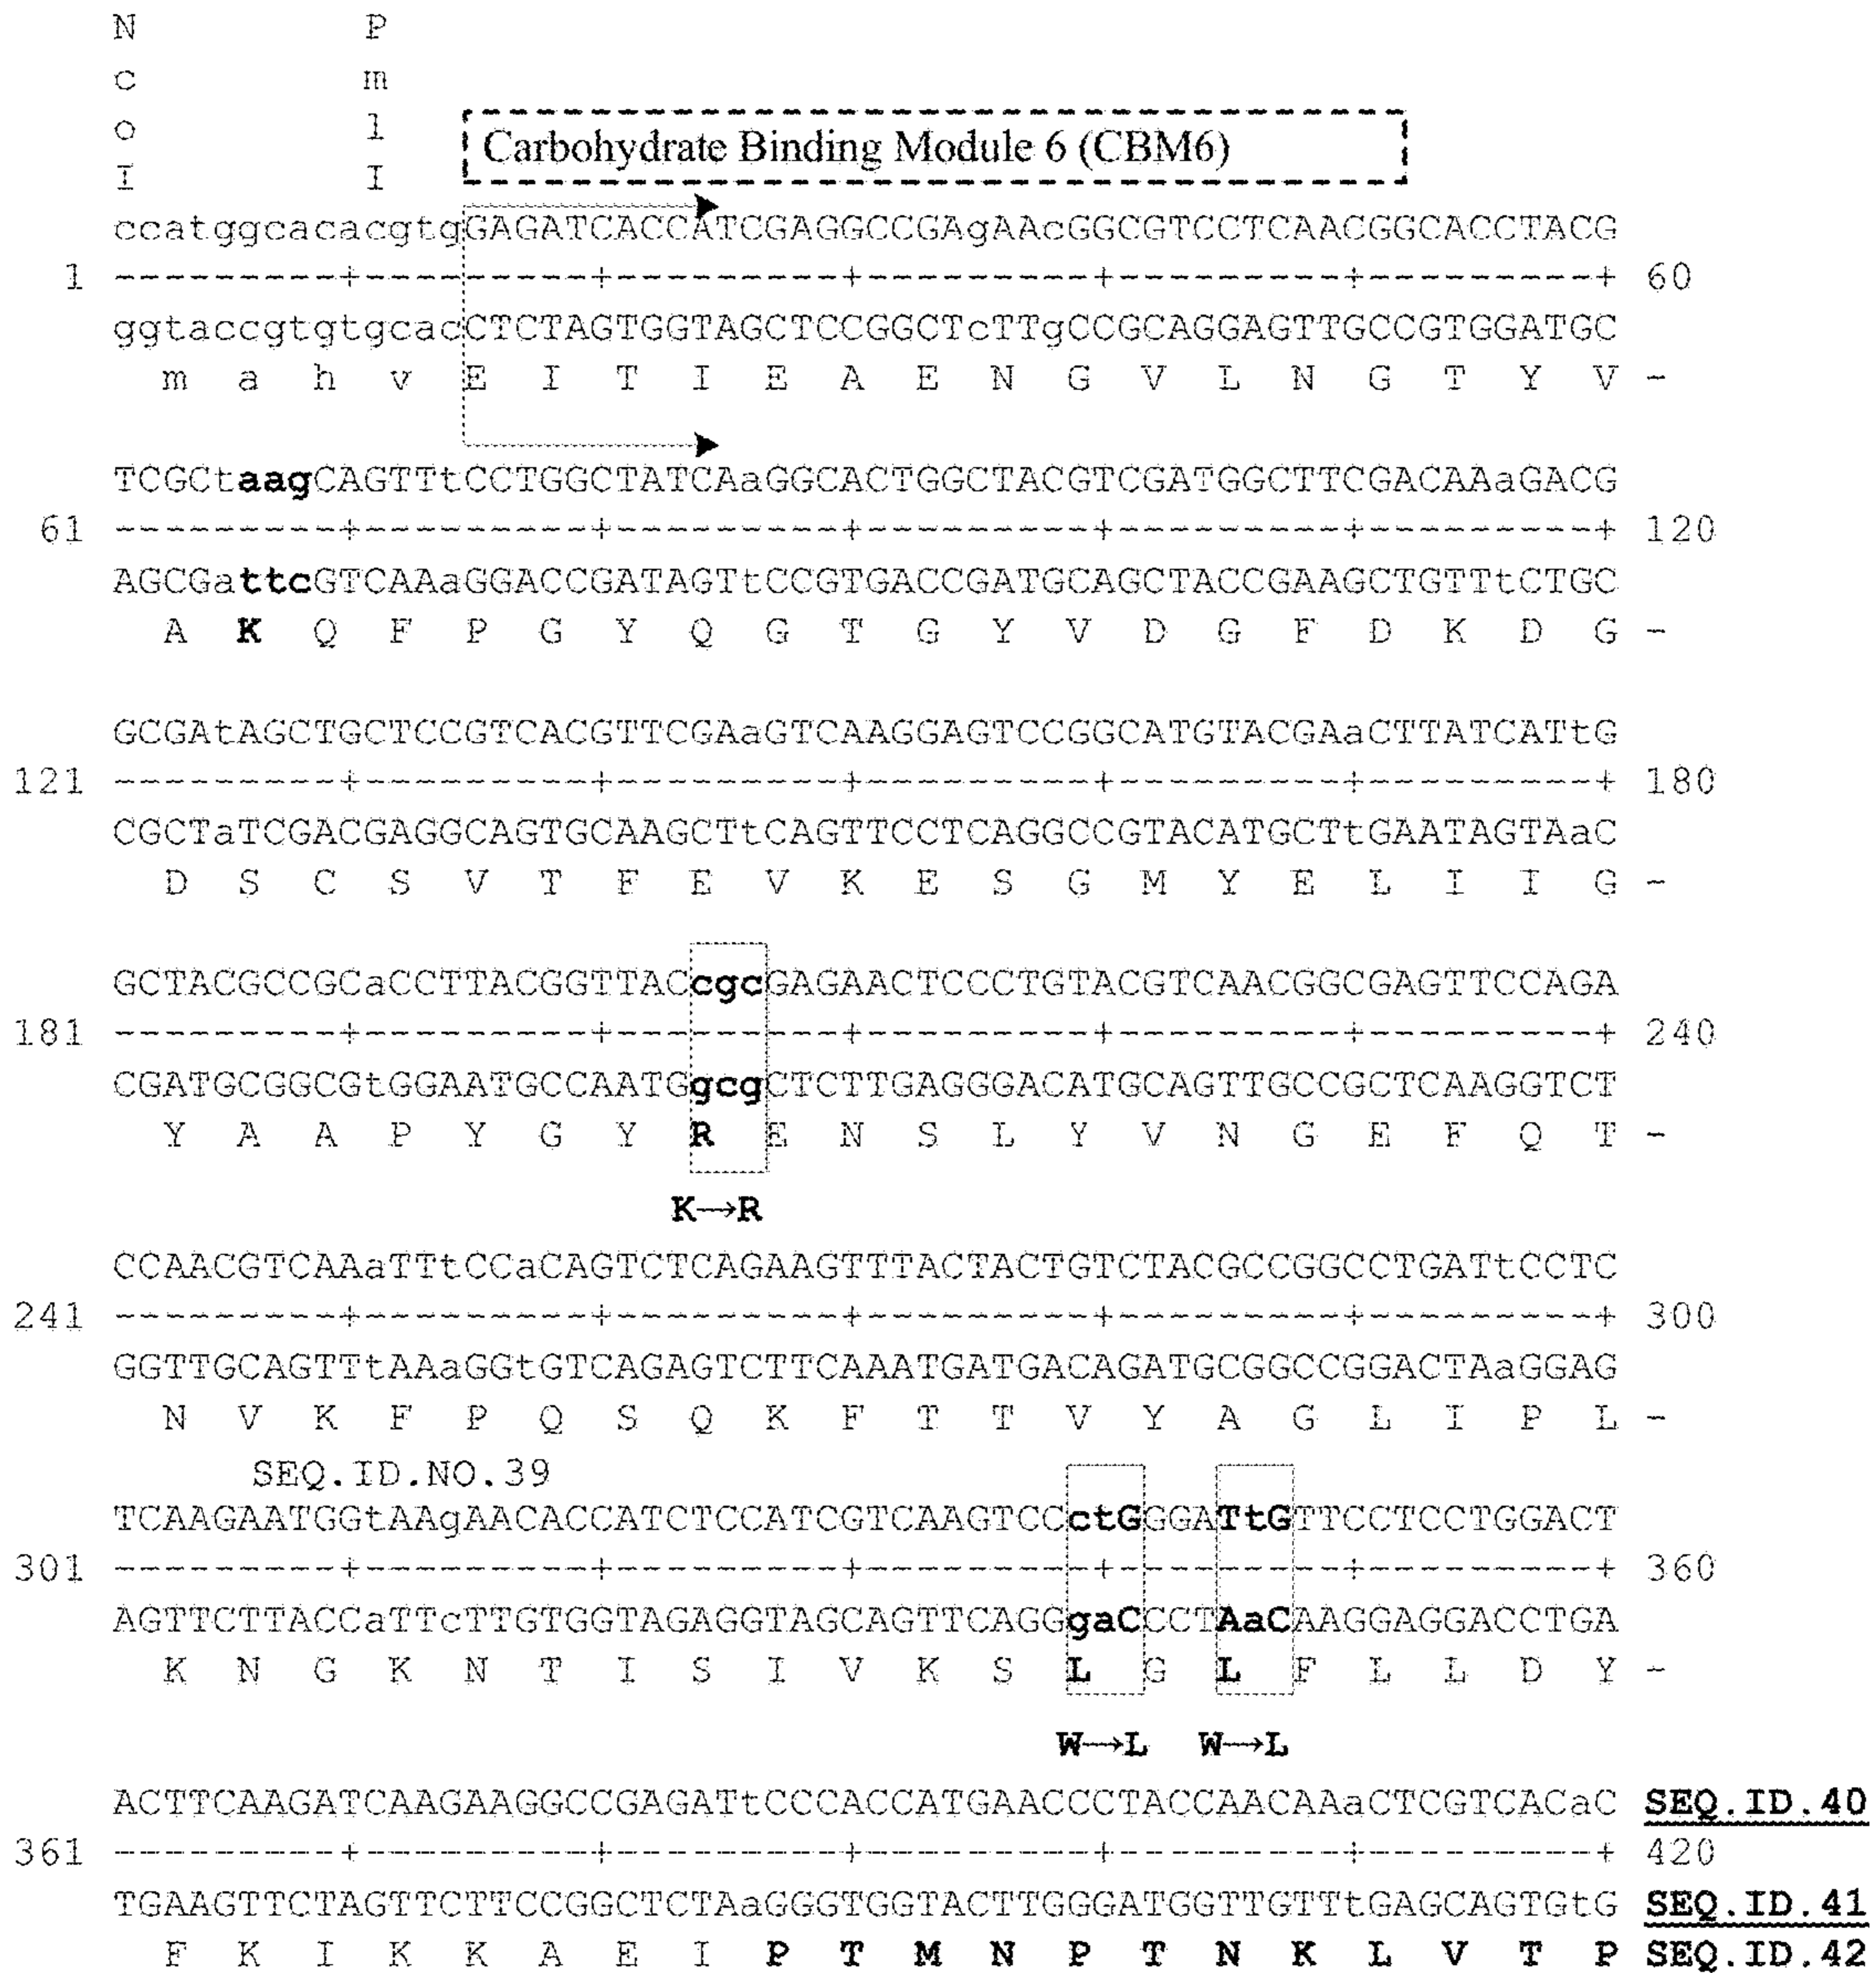 N P
c m
o l
I I
Carbohydrate Binding Module 6 (CBM6)
ccatggcacacgtgGAGATCACCATCGAGGCCGAgAAcGGCGTCCTCAACGGCACCTACG
1 ---------+---------+---------+---------+---------+---------+ 60
ggtaccgtgtgcacCTCTAGTGGTAGCTCCGGCTcTTgCCGCAGGAGTTGCCGTGGATGC
m a h v E I T I E A E N G V L N G T Y V -
TCGCtaagCAGTTtCCTGGCTATCAaGGCACTGGCTACGTCGATGGCTTCGACAAaGACG
61 ---------+---------+---------+---------+---------+---------+ 120
AGCGattcGTCAAaGGACCGATAGTtCCGTGACCGATGCAGCTACCGAAGCTGTTtCTGC
A K Q F P G Y Q G T G Y V D G F D K D G -
GCGAtAGCTGCTCCGTCACGTTCGAaGTCAAGGAGTCCGGCATGTACGAaCTTATCATtG
121 ---------+---------+---------+---------+---------+---------+ 180
CGCTaTCGACGAGGCAGTGCAAGCTtCAGTTCCTCAGGCCGTACATGCTtGAATAGTAaC
D S C S V T F E V K E S G M Y E L I I G -
GCTACGCCGCaCCTTACGGTTACcgcGAGAACTCCCTGTACGTCAACGGCGAGTTCCAGA
181 ---------+---------+---------+---------+---------+---------+ 240
CGATGCGGCGtGGAATGCCAATGgcgCTCTTGAGGGACATGCAGTTGCCGCTCAAGGTCT
Y A A P Y G Y R E N S L Y V N G E F Q T -
K→R
CCAACGTCAAaTTtCCaCAGTCTCAGAAGTTTACTACTGTCTACGCCGGCCTGATtCCTC
241 ---------+---------+---------+---------+---------+---------+ 300
GGTTGCAGTTtAAaGGtGTCAGAGTCTTCAAATGATGACAGATGCGGCCGGACTAaGGAG
N V K F P Q S Q K F T T V Y A G L I P L -
SEQ.ID.NO.39
TCAAGAATGGtAAgAACACCATCTCCATCGTCAAGTCCctGGGATtGTTCCTCCTGGACT
301 ---------+---------+---------+---------+---------+---------+ 360
AGTTCTTACCaTTcTTGTGGTAGAGGTAGCAGTTCAGGgaCCCTAaCAAGGAGGACCTGA
K N G K N T I S I V K S L G L F L L D Y -
W→L W→L
ACTTCAAGATCAAGAAGGCCGAGATtCCCACCATGAACCCTACCAACAAaCTCGTCACaC SEQ.ID.40
361 ---------+---------+---------+---------+---------+---------+ 420
TGAAGTTCTAGTTCTTCCGGCTCTAaGGGTGGTACTTGGGATGGTTGTTtGAGCAGTGtG SEQ.ID.41
F K I K K A E I P T M N P T N K L V T P SEQ.ID.42